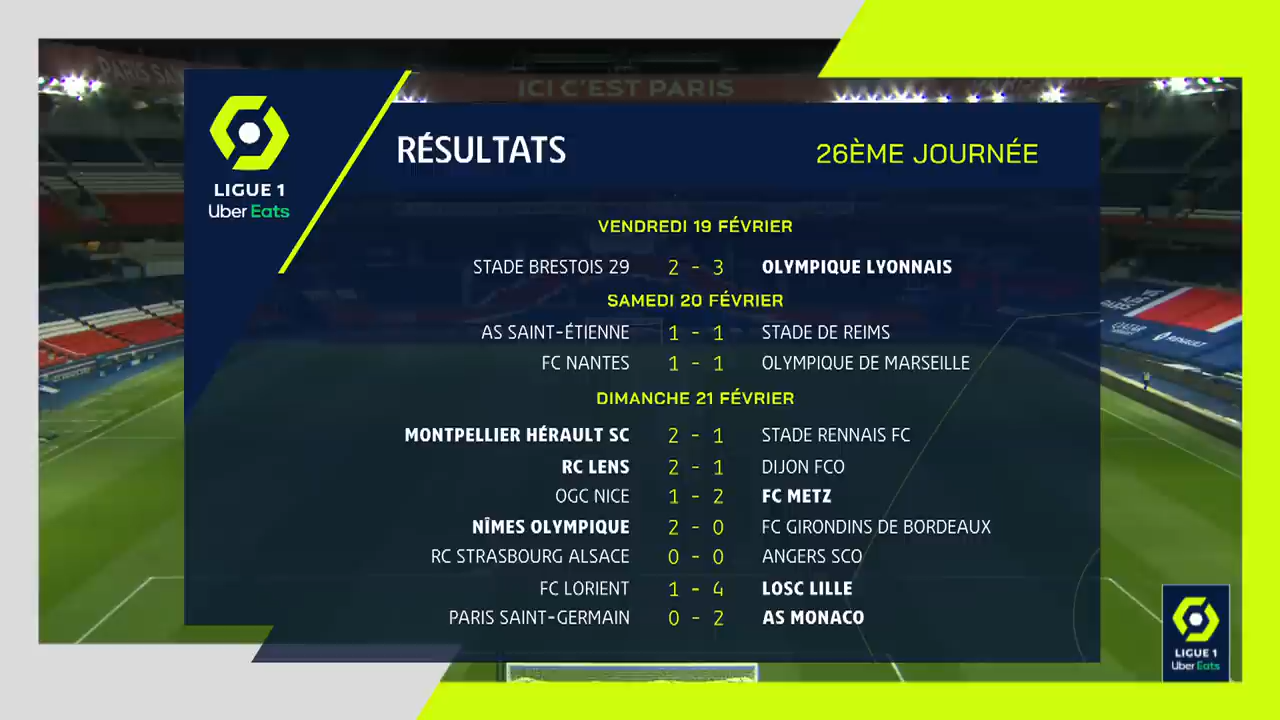 PARIS SA
ICI C'EST PARIS
LIGUE 1
Uber Eats
RÉSULTATS
26ÈME JOURNÉE
VENDREDI 19 FÉVRIER
STADE BRESTOIS 29 2 - 3 OLYMPIQUE LYONNAIS
SAMEDI 20 FÉVRIER
AS SAINT-ÉTIENNE 1 - 1 STADE DE REIMS
FC NANTES 1 - 1 OLYMPIQUE DE MARSEILLE
DIMANCHE 21 FÉVRIER
MONTPELLIER HÉRAULT SC 2 - 1 STADE RENNAIS FC
RC LENS 2 - 1 DIJON FCO
OGC NICE 1 - 2 FC METZ
NÎMES OLYMPIQUE 2 - 0 FC GIRONDINS DE BORDEAUX
RC STRASBOURG ALSACE 0 - 0 ANGERS SCO
FC LORIENT 1 - 4 LOSC LILLE
PARIS SAINT-GERMAIN 0 - 2 AS MONACO
RENAULT
LIGUE 1
Uber Eats